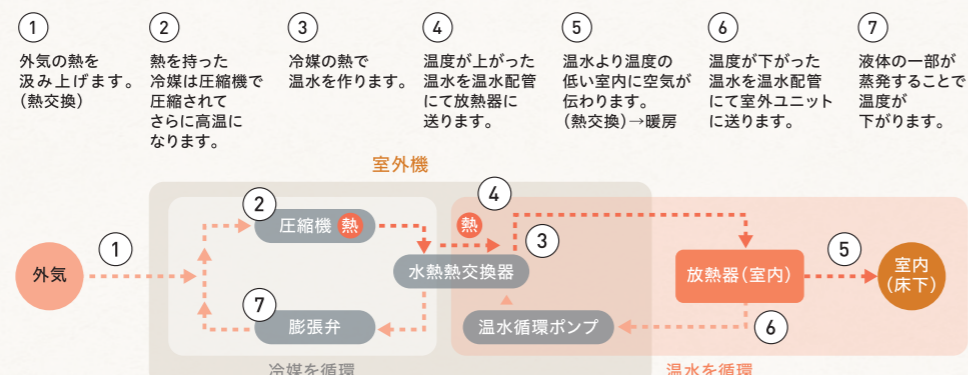 ①
外気の熱を
汲み上げます。
(熱交換)
②
熱を持った
冷媒は圧縮機で
圧縮されて
さらに高温に
なります。
③
冷媒の熱で
温水を作ります。
④
温度が上がった
温水を温水配管
にて放熱器に
送ります。
⑤
温水より温度の
低い室内に空気が
伝わります。
(熱交換)→暖房
⑥
温度が下がった
温水を温水配管
にて室外ユニット
に送ります。
⑦
液体の一部が
蒸発することで
温度が
下がります。
室外機
外気
①
②
圧縮機 熱
④
熱
③
水熱熱交換器
⑦
膨張弁
温水循環ポンプ
放熱器(室内)
⑤
室内
(床下)
⑥
冷媒を循環
温水を循環